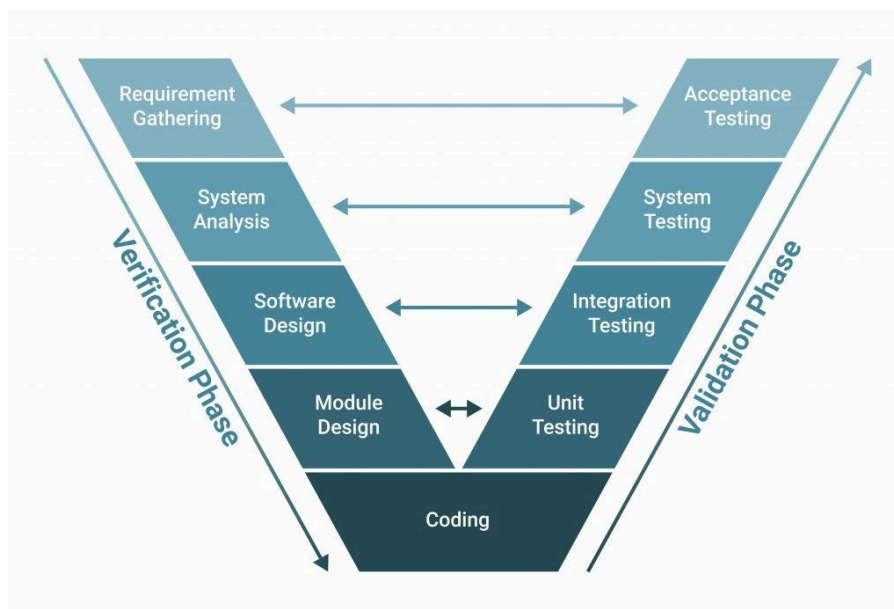 Requirement
Gathering
Acceptance
Testing
System
Analysis
System
Testing
Verification Phase
Validation Phase
Software
Design
Integration
Testing
Module
Design
Unit
Testing
Coding